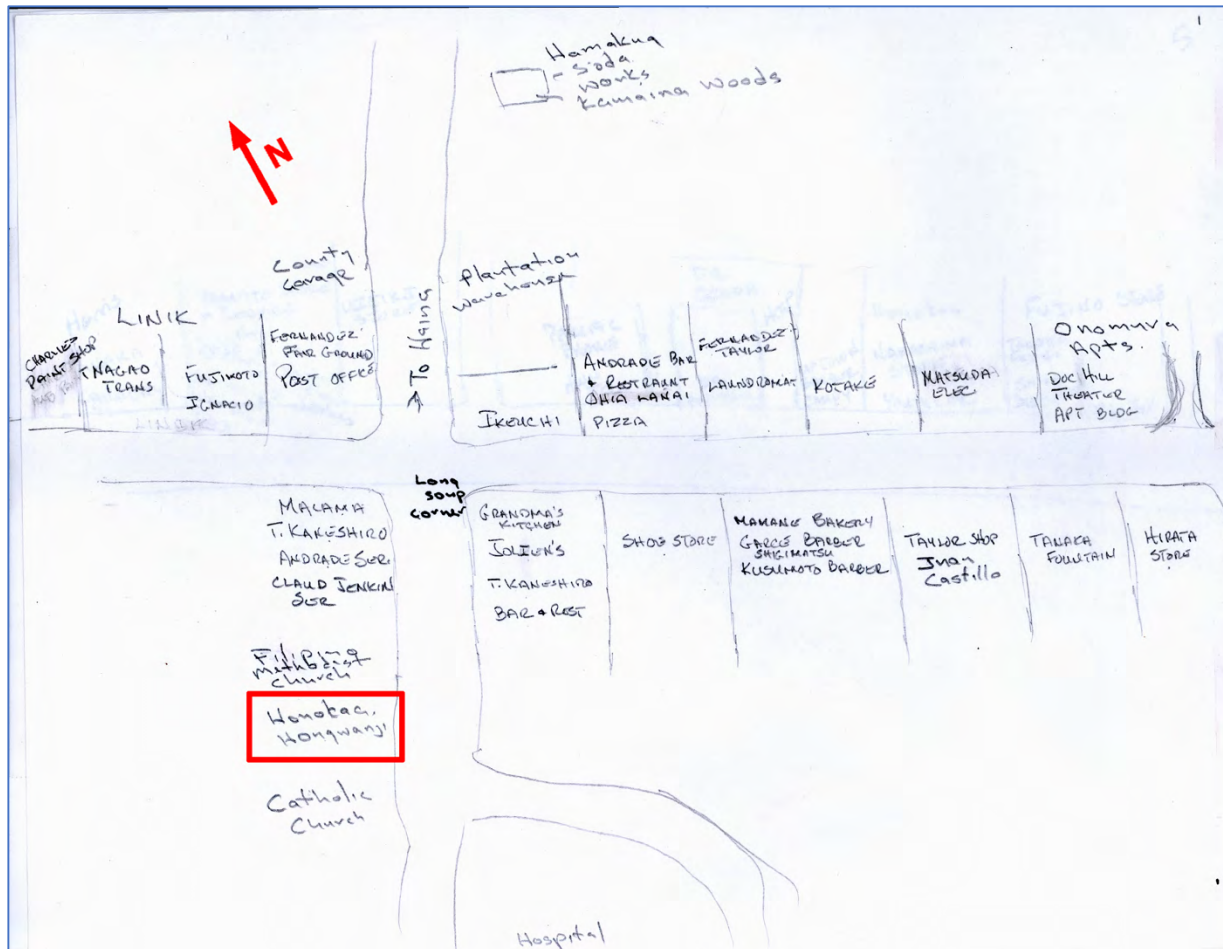 Hamakua
Soda
Works
Kamaina Woods
N
County
Garage
Plantation
Warehouse
LINIK
CHARLIE'S
PAINT SHOP
NAGAO
TRANS
FUJIMOTO
IGNACIO
FERNANDEZ
FAIR GROUND
POST OFFICE
→ To Haina
IKEUCHI
ANDRADE BAR
& RESTRAUNT
OHIA LANAI
PIZZA
FERNANDEZ
TAYLOR
LAUNDROMAT
KOTAKE
MATSUDA
ELEC
Onomura
Apts.
DOC HILL
THEATER
APT BLDG
Long
soup
corner
MALAMA
T. KANESHIRO
ANDRADE SER.
CLAUD JENKIN
SER
Filipino
Methodist
Church
Honokaa
Hongwanji
Catholic
Church
GRANDMA'S
KITCHEN
JOLIEN'S
T. KANESHIRO
BAR & REST
SHOE STORE
MAMANE BAKERY
GARCE BARBER
SHIGIMATSU
KUSUMOTO BARBER
TAYLOR SHOP
Juan
Castillo
TANAKA
FOUNTAIN
HIRATA
STORE
Hospital